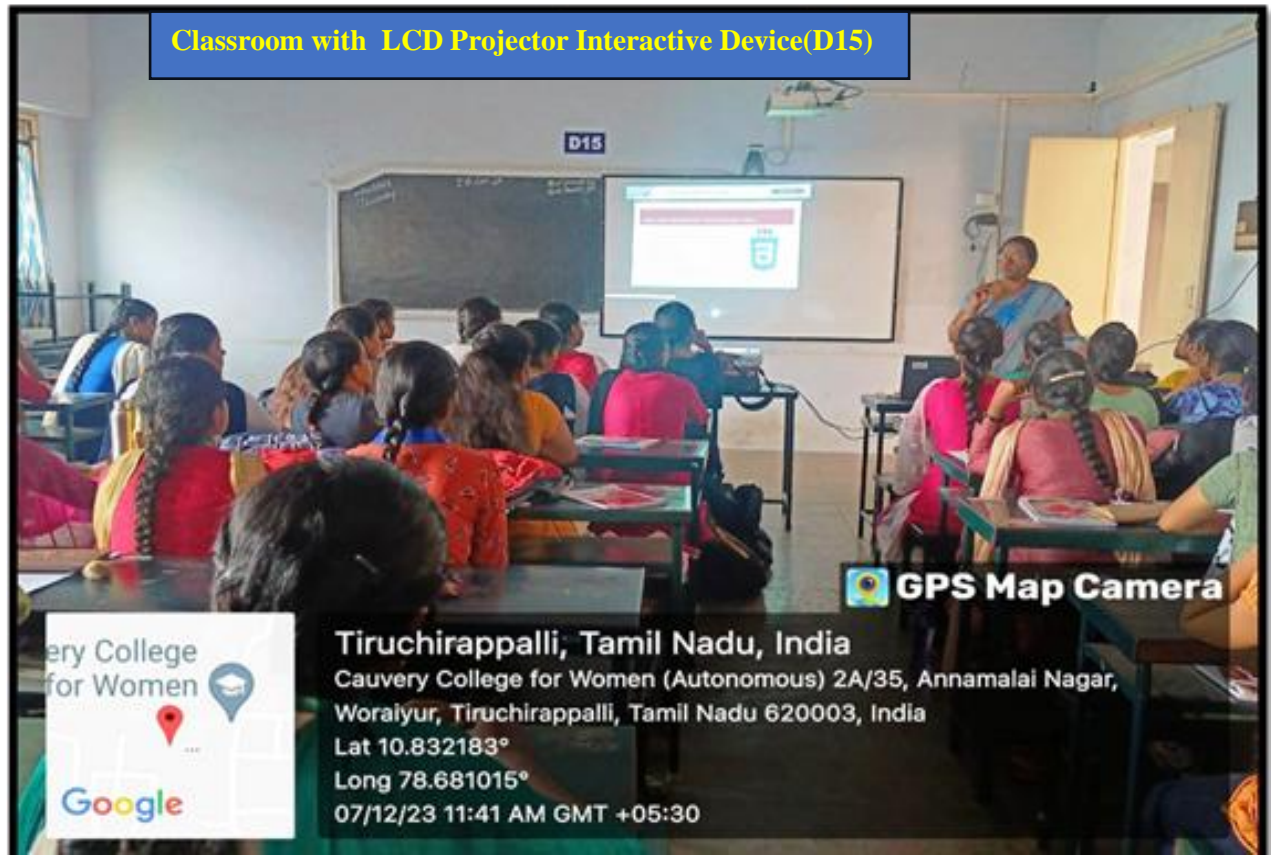 Classroom with LCD Projector Interactive Device(D15)
D15
GPS Map Camera
ery College
for Women
Google
Tiruchirappalli, Tamil Nadu, India
Cauvery College for Women (Autonomous) 2A/35, Annamalai Nagar,
Woraiyur, Tiruchirappalli, Tamil Nadu 620003, India
Lat 10.832183°
Long 78.681015°
07/12/23 11:41 AM GMT +05:30